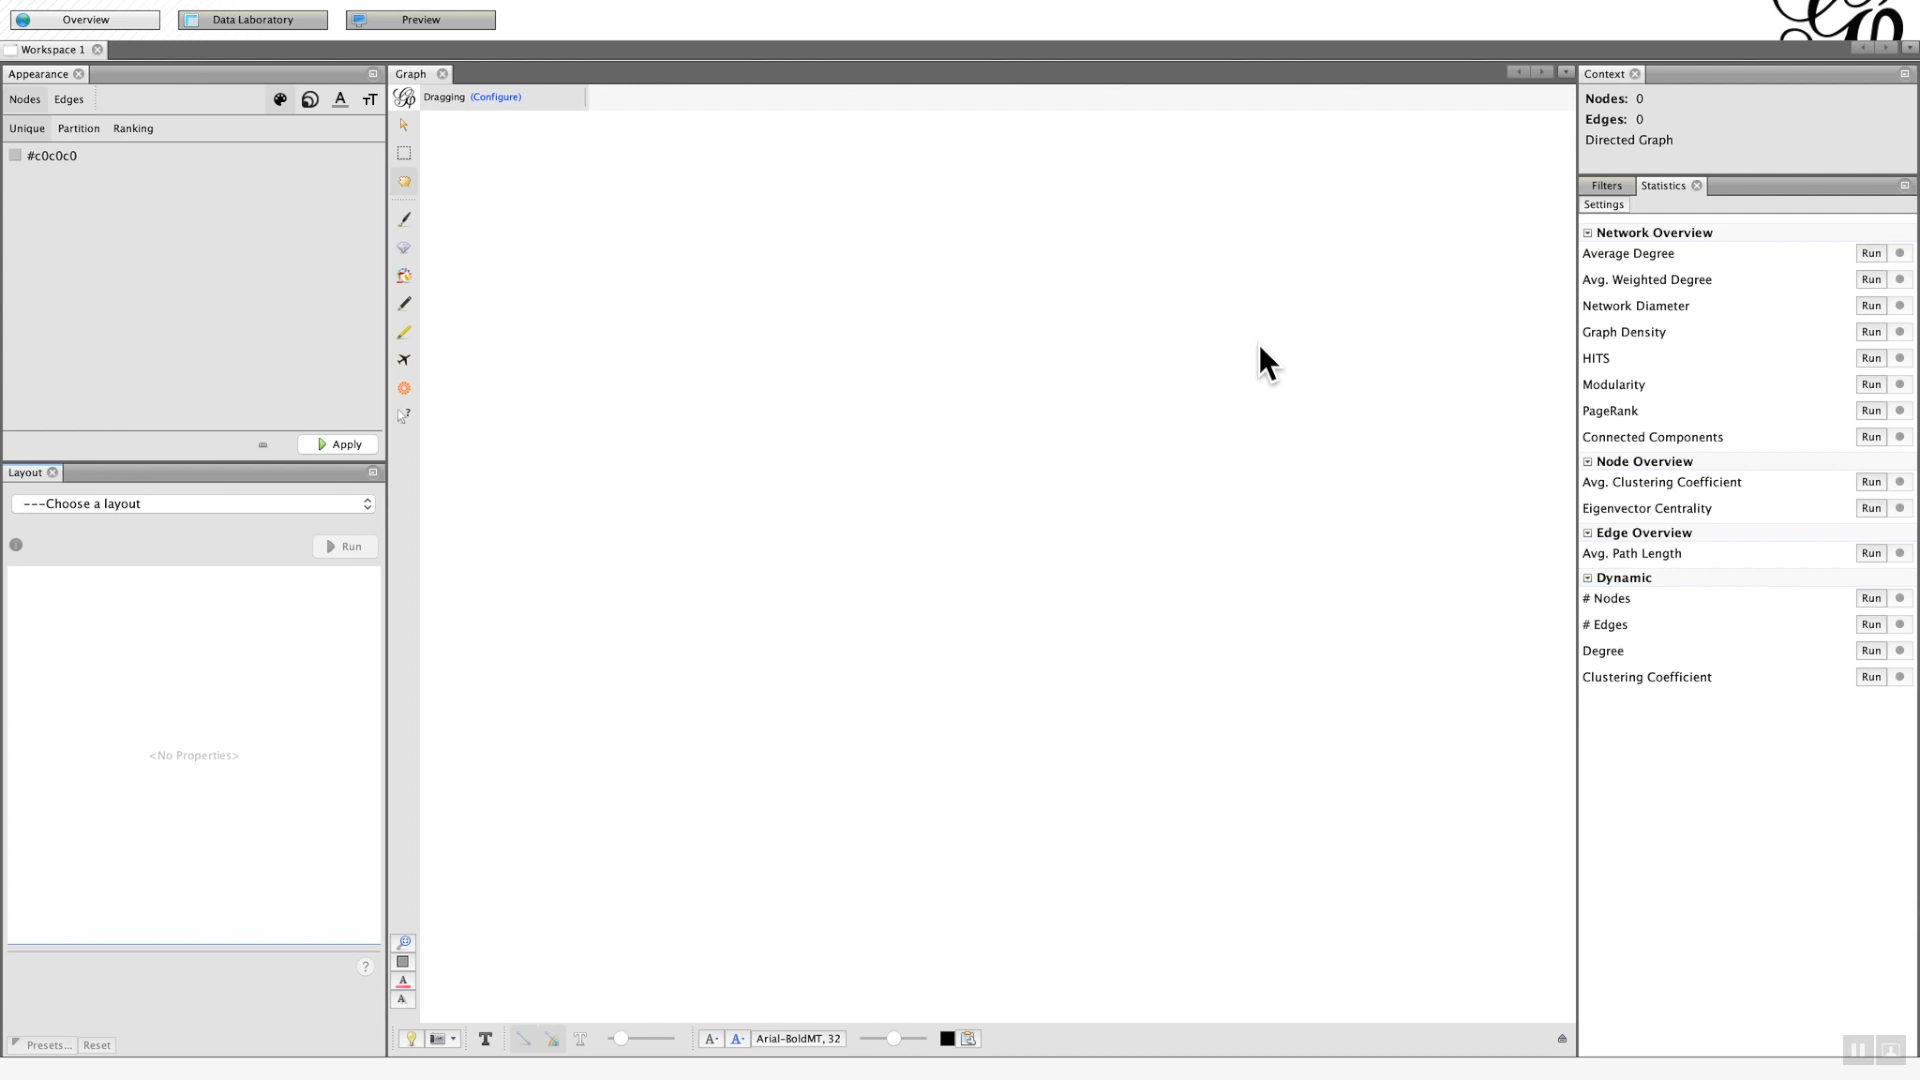 Overview
Data Laboratory
Preview
Workspace 1
Appearance
Nodes Edges
A
TT
Unique Partition Ranking
#c0c0c0
Apply
Layout
---Choose a layout
Run
<No Properties>
?
Presets... Reset
Graph
Dragging (Configure)
?
A
A
T
T
A- A- Arial-BoldMT, 32
Context
Nodes: 0
Edges: 0
Directed Graph
Filters Statistics
Settings
Network Overview
Average Degree Run
Avg. Weighted Degree Run
Network Diameter Run
Graph Density Run
HITS Run
Modularity Run
PageRank Run
Connected Components Run
Node Overview
Avg. Clustering Coefficient Run
Eigenvector Centrality Run
Edge Overview
Avg. Path Length Run
Dynamic
# Nodes Run
# Edges Run
Degree Run
Clustering Coefficient Run